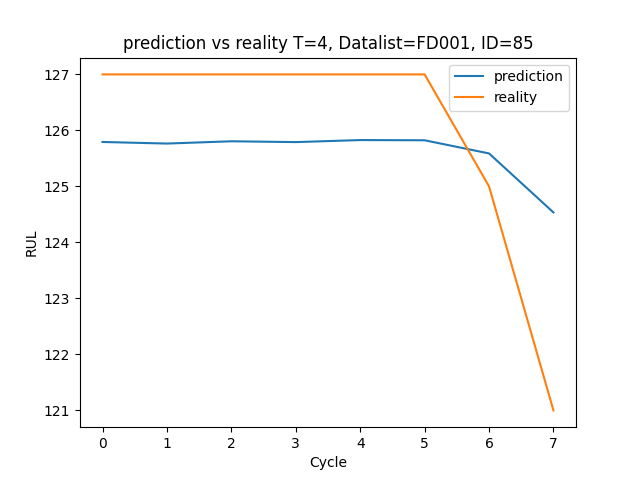 prediction vs reality T=4, Datalist=FD001, ID=85
prediction
reality
127
126
125
124
123
122
121
RUL
0 1 2 3 4 5 6 7
Cycle